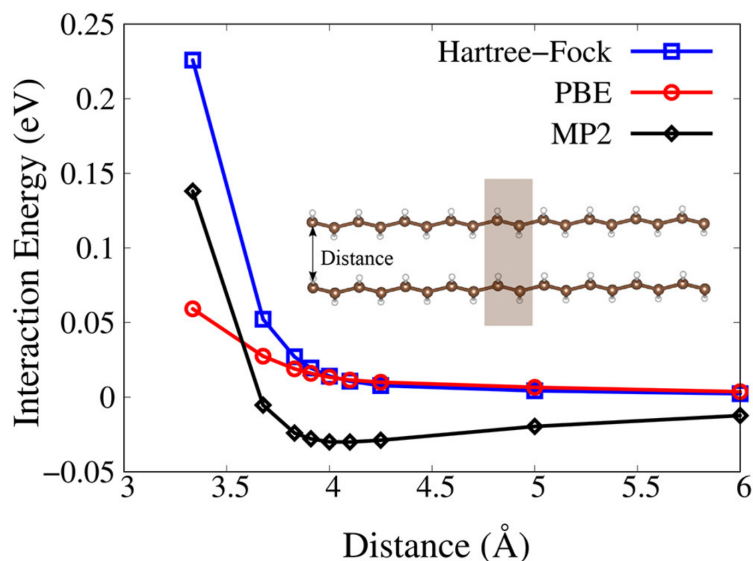 Interaction Energy (eV)
0.25
0.2
0.15
0.1
0.05
0
−0.05
Hartree−Fock
PBE
MP2
Distance
3
3.5
4
4.5
5
5.5
6
Distance (Å)